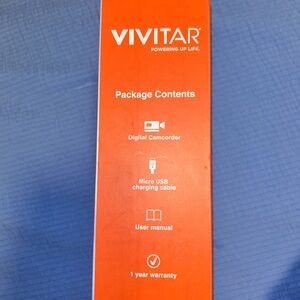 VIVITAR
POWERING UP LIFE.
Package Contents
Digital Camcorder
Micro USB
charging cable
User manual
1 year warranty